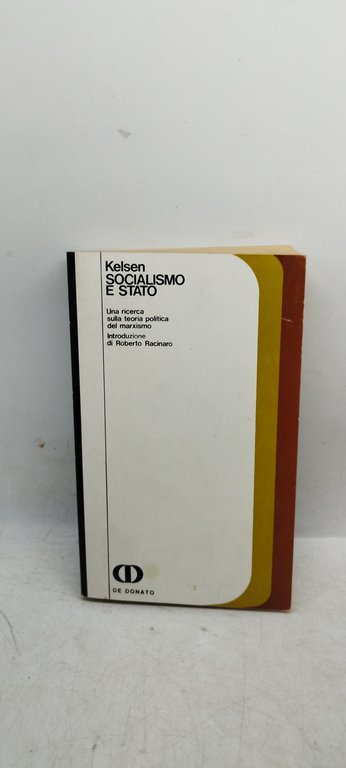 Kelsen
SOCIALISMO
E STATO
Una ricerca
sulla teoria politica
del marxismo
Introduzione
di Roberto Racinaro
DE DONATO